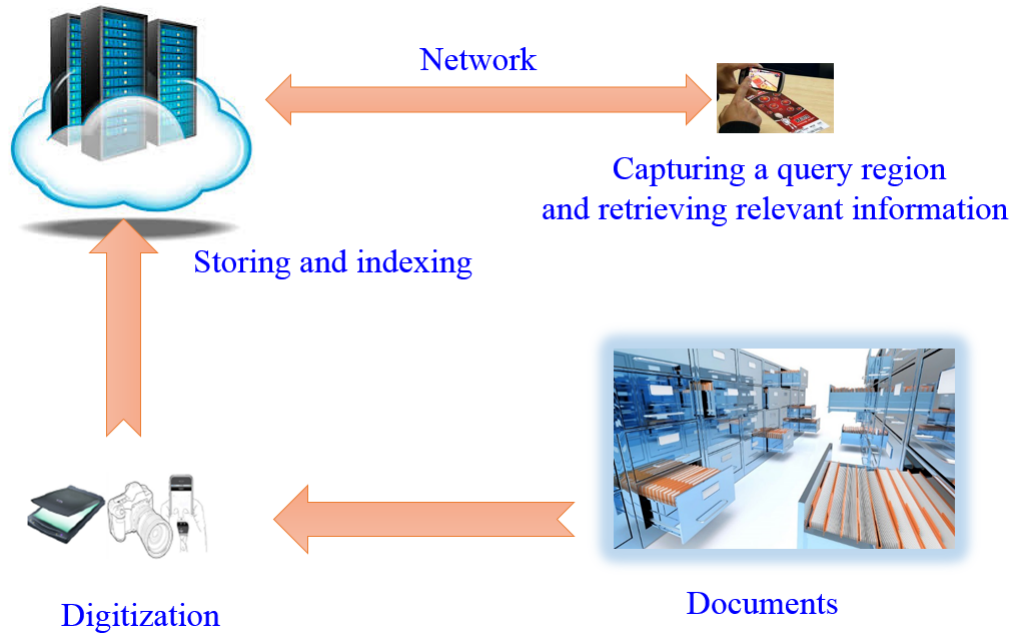 Network
Capturing a query region
and retrieving relevant information
Storing and indexing
Documents
Digitization